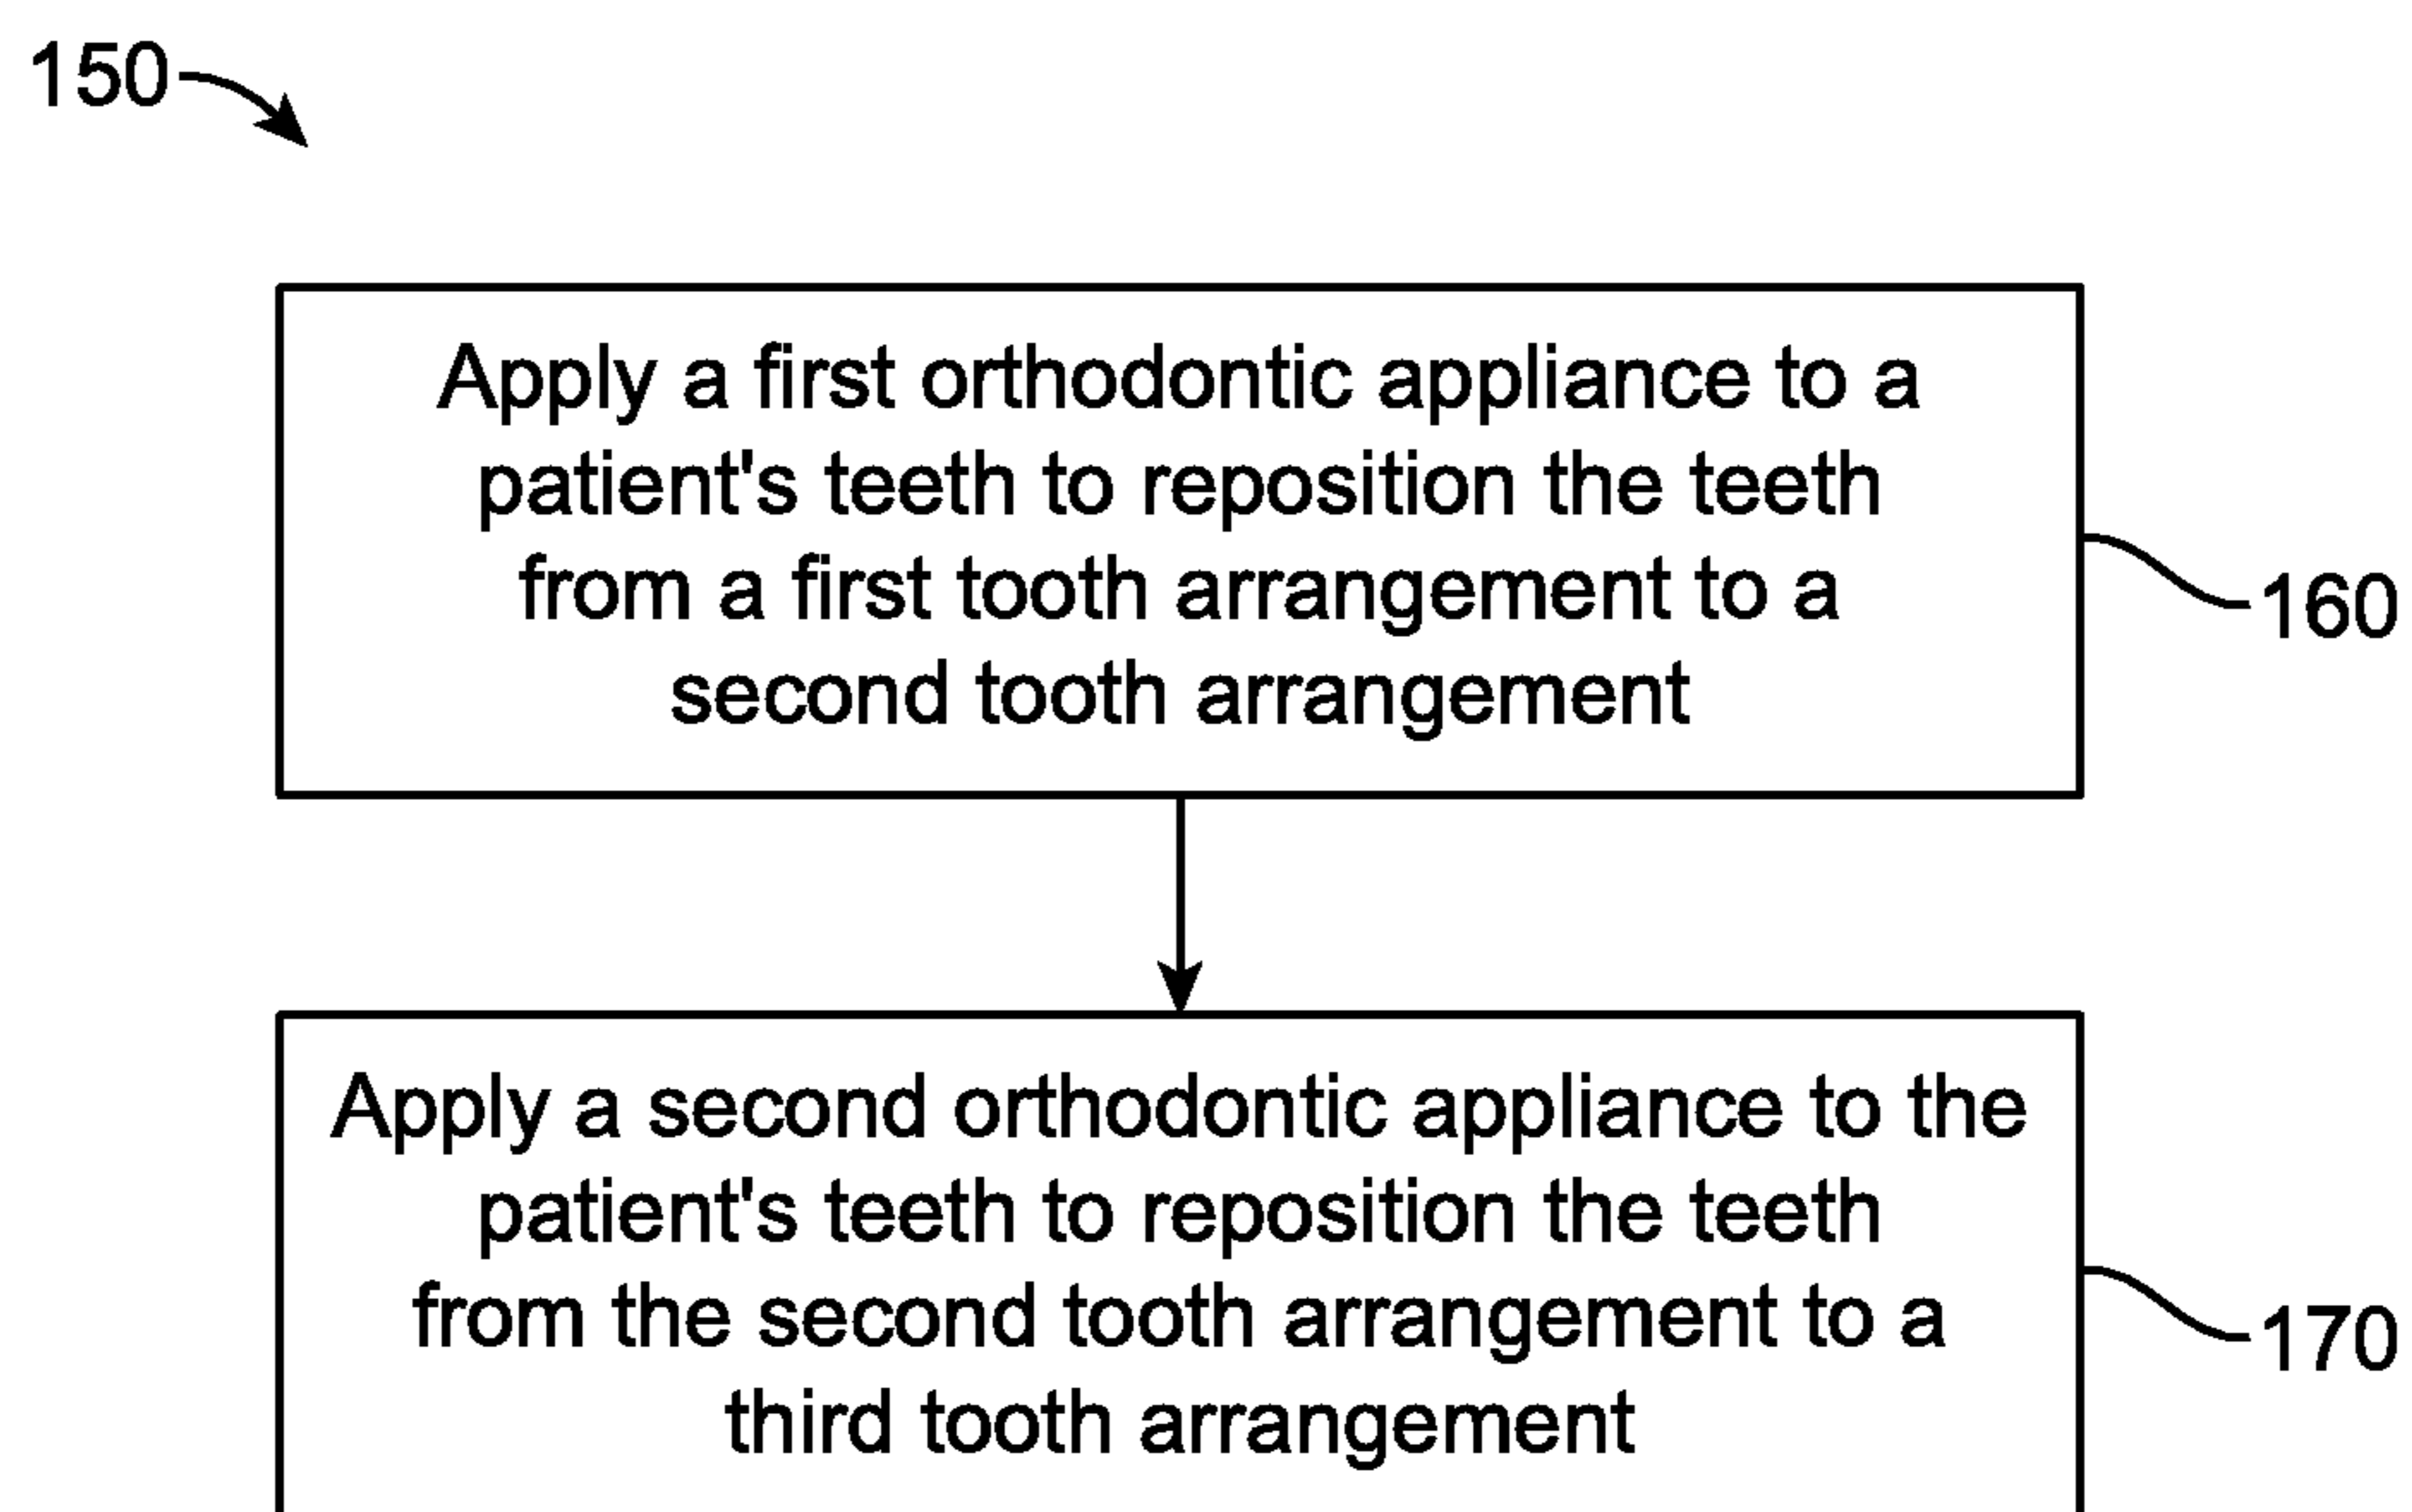 150
Apply a first orthodontic appliance to a
patient's teeth to reposition the teeth
from a first tooth arrangement to a
second tooth arrangement
160
Apply a second orthodontic appliance to the
patient's teeth to reposition the teeth
from the second tooth arrangement to a
third tooth arrangement
170